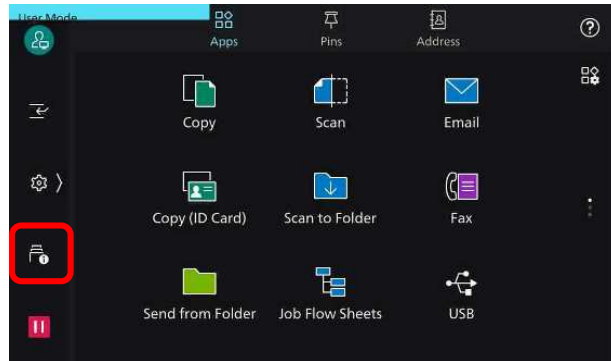 User Mode
Apps
Pins
Address
Copy
Scan
Email
Copy (ID Card)
Scan to Folder
Fax
Send from Folder
Job Flow Sheets
USB